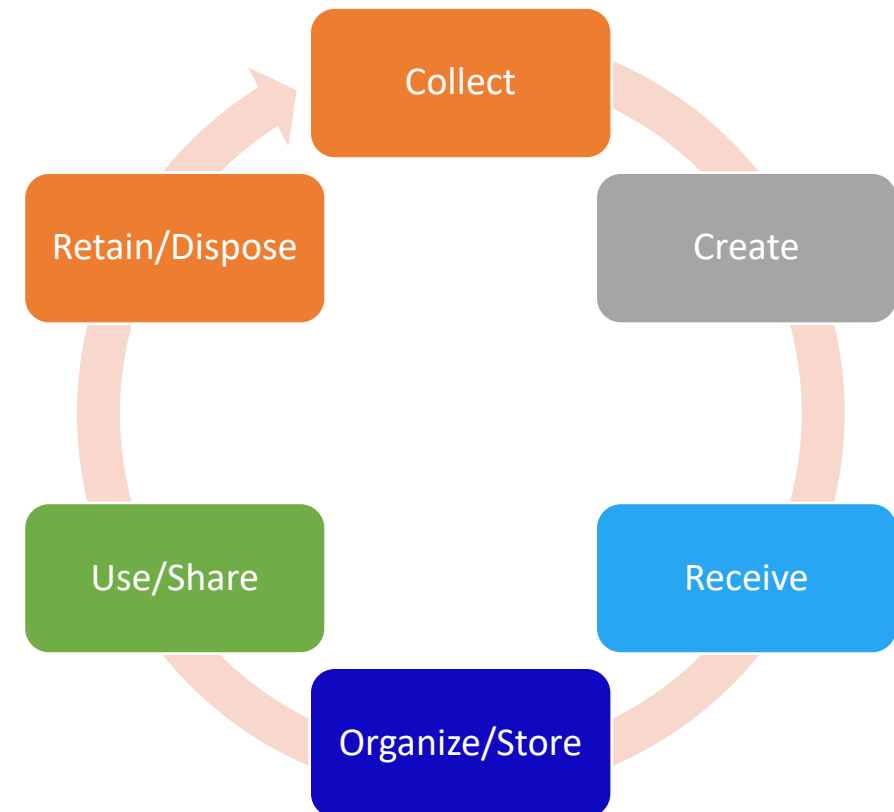 Collect
Create
Receive
Organize/Store
Use/Share
Retain/Dispose